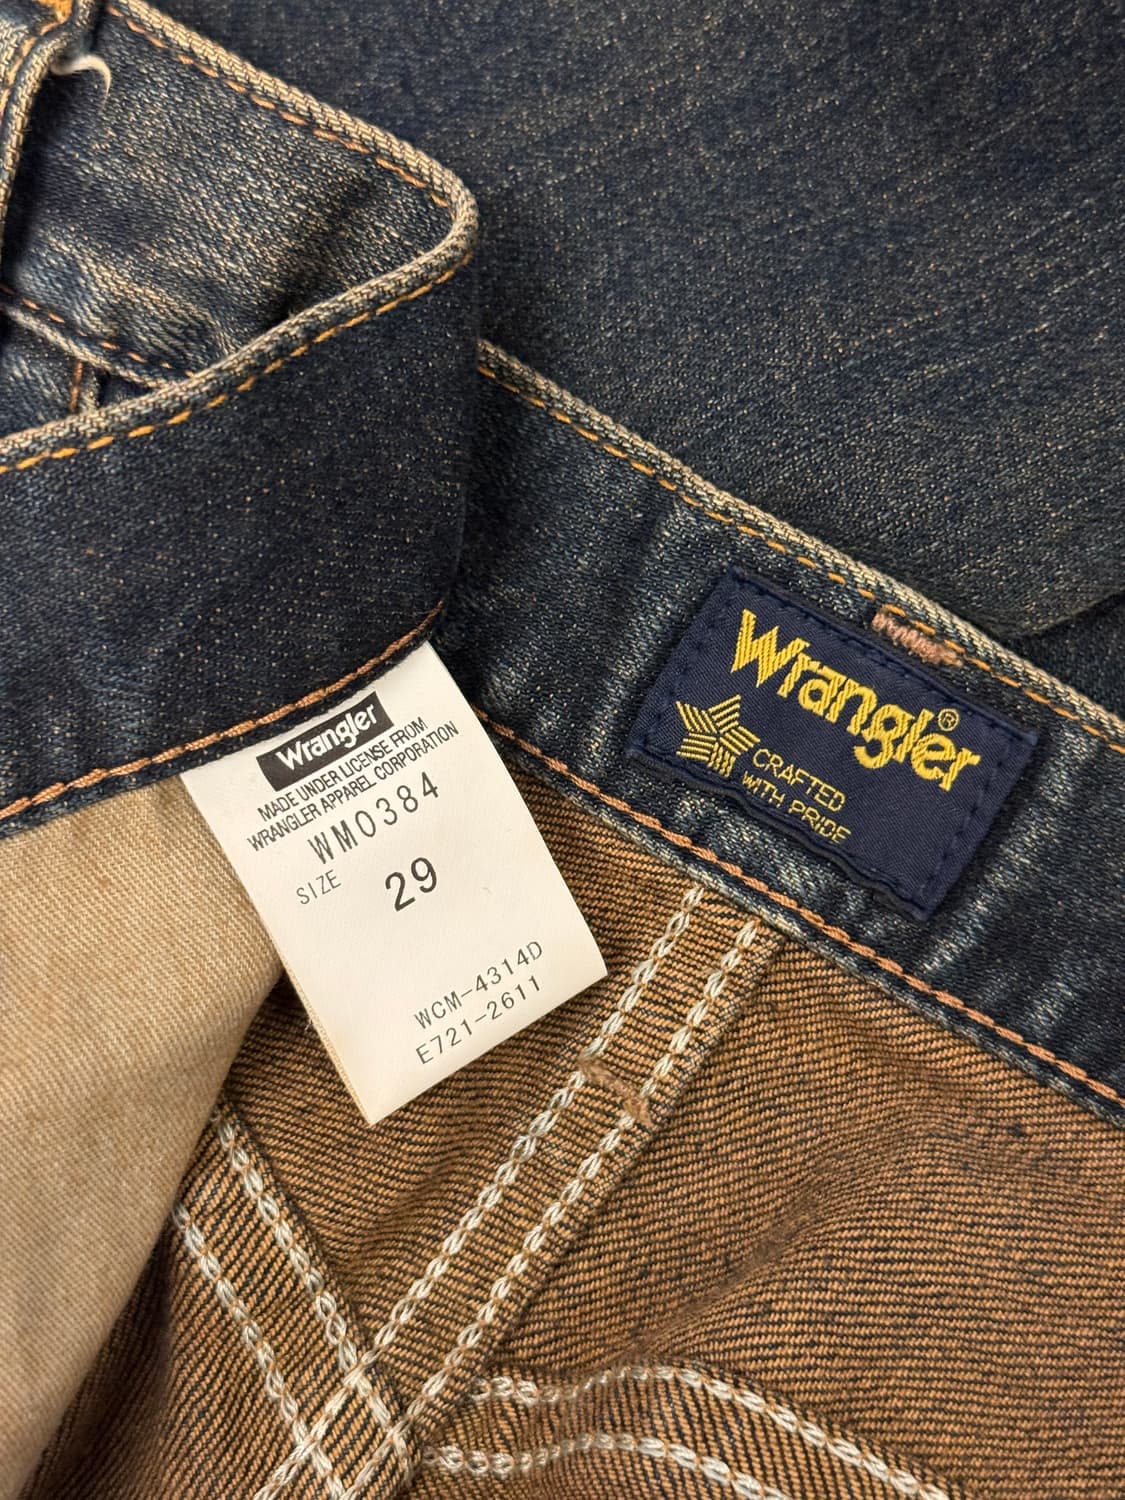 Wrangler
MADE UNDER LICENSE FROM
WRANGLER APPAREL CORPORATION
WM0384
SIZE 29
WCM-4314D
E721-2611
Wrangler®
CRAFTED
WITH PRIDE